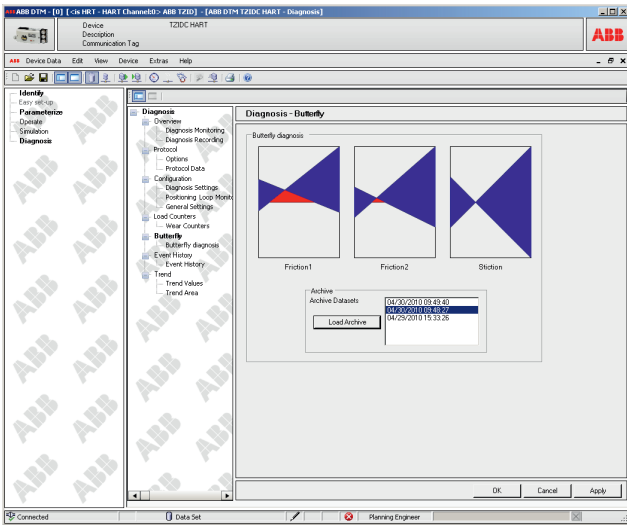 ABB DTM - [0] [ <is HRT - HART Channel:0> ABB TZID] - [ABB DTM TZIDC HART - Diagnosis]
Device TZIDC HART
Description
Communication Tag
ABB
ABB Device Data Edit View Device Extras Help
Identify
Easy set-up
Parameterize
Operate
Simulation
Diagnosis
Diagnosis
Overview
Diagnosis Monitoring
Diagnosis Recording
Protocol
Options
Protocol Data
Configuration
Diagnosis Settings
Positioning Loop Monito
General Settings
Load Counters
Wear Counters
Butterfly
Butterfly diagnosis
Event History
Event History
Trend
Trend Values
Trend Area
Diagnosis - Butterfly
Butterfly diagnosis
Friction1 Friction2 Stiction
Archive
Archive Datasets
04/30/2010 09:49:40
04/30/2010 09:48:27
04/29/2010 15:33:26
Load Archive
OK Cancel Apply
Connected Data Set Planning Engineer